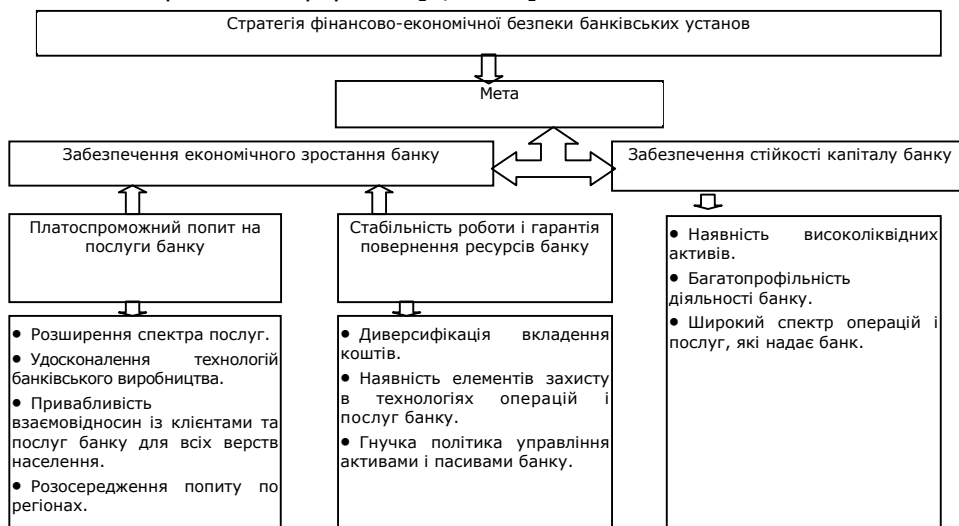 Стратегія фінансово-економічної безпеки банківських установ
Мета
Забезпечення економічного зростання банку
Забезпечення стійкості капіталу банку
Платоспроможний попит на
послуги банку
Стабільність роботи і гарантія
повернення ресурсів банку
• Наявність високоліквідних
активів.
• Багатопрофільність
діяльності банку.
• Широкий спектр операцій і
послуг, які надає банк.
• Розширення спектра послуг.
• Удосконалення технологій
банківського виробництва.
• Привабливість
взаємовідносин із клієнтами та
послуг банку для всіх верств
населення.
• Розосередження попиту по
регіонах.
• Диверсифікація вкладення
коштів.
• Наявність елементів захисту
в технологіях операцій і
послуг банку.
• Гнучка політика управління
активами і пасивами банку.